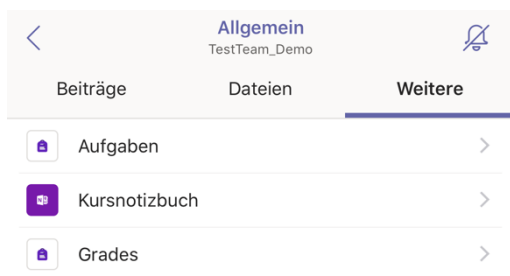 Allgemein
TestTeam_Demo
Beiträge Dateien Weitere
Aufgaben
Kursnotizbuch
Grades